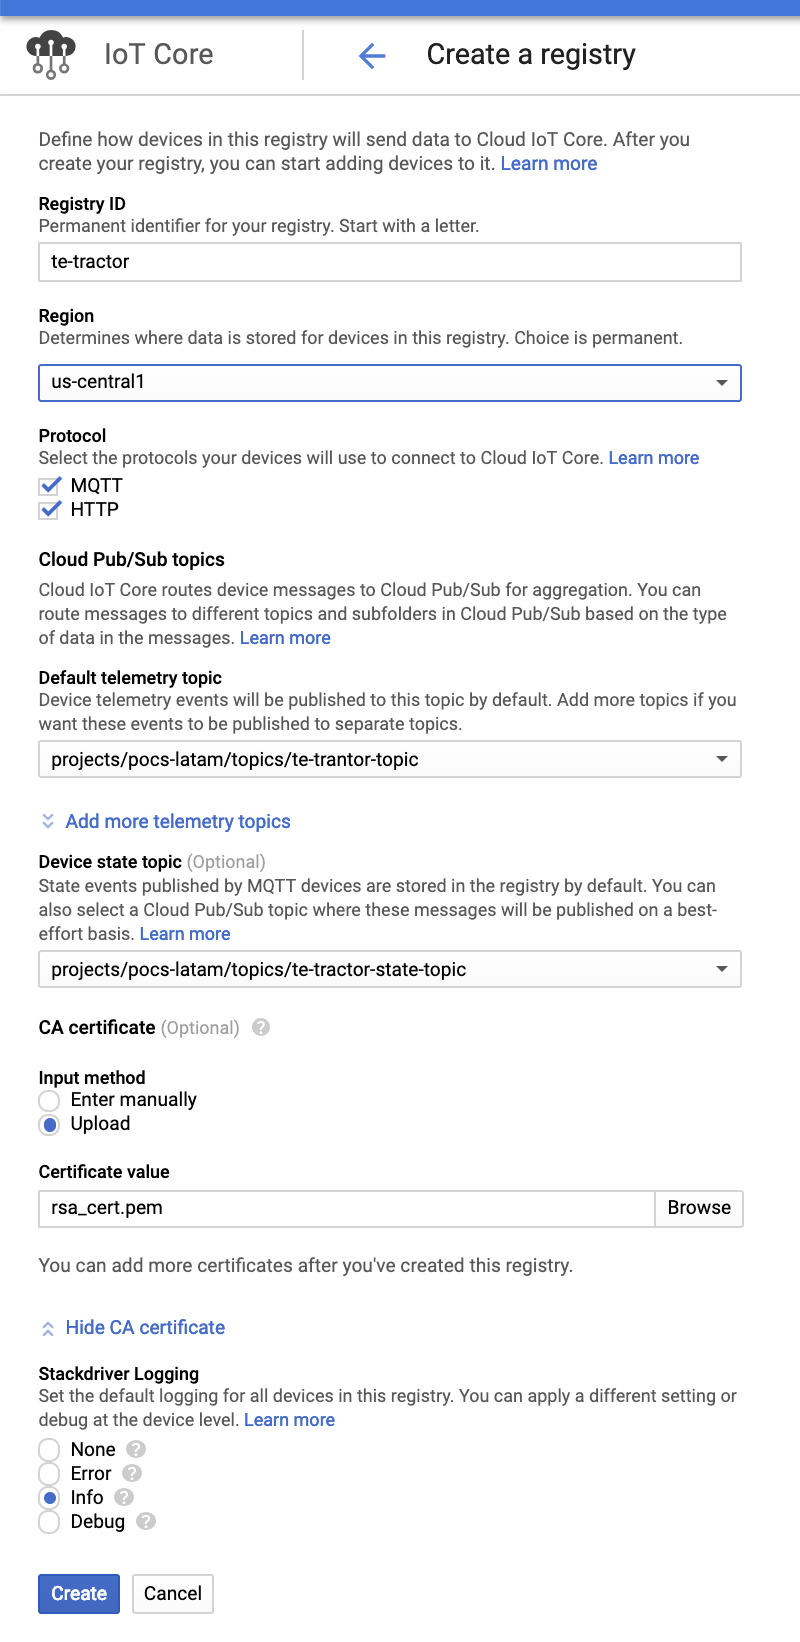 IoT Core
Create a registry
Define how devices in this registry will send data to Cloud IoT Core. After you
create your registry, you can start adding devices to it. Learn more
Registry ID
Permanent identifier for your registry. Start with a letter.
te-tractor
Region
Determines where data is stored for devices in this registry. Choice is permanent.
us-central1
Protocol
Select the protocols your devices will use to connect to Cloud IoT Core. Learn more
MQTT
HTTP
Cloud Pub/Sub topics
Cloud IoT Core routes device messages to Cloud Pub/Sub for aggregation. You can
route messages to different topics and subfolders in Cloud Pub/Sub based on the type
of data in the messages. Learn more
Default telemetry topic
Device telemetry events will be published to this topic by default. Add more topics if you
want these events to be published to separate topics.
projects/pocs-latam/topics/te-trantor-topic
Add more telemetry topics
Device state topic (Optional)
State events published by MQTT devices are stored in the registry by default. You can
also select a Cloud Pub/Sub topic where these messages will be published on a best-
effort basis. Learn more
projects/pocs-latam/topics/te-tractor-state-topic
CA certificate (Optional) ?
Input method
Enter manually
Upload
Certificate value
rsa_cert.pem
Browse
You can add more certificates after you've created this registry.
Hide CA certificate
Stackdriver Logging
Set the default logging for all devices in this registry. You can apply a different setting or
debug at the device level. Learn more
None ?
Error ?
Info ?
Debug ?
Create
Cancel